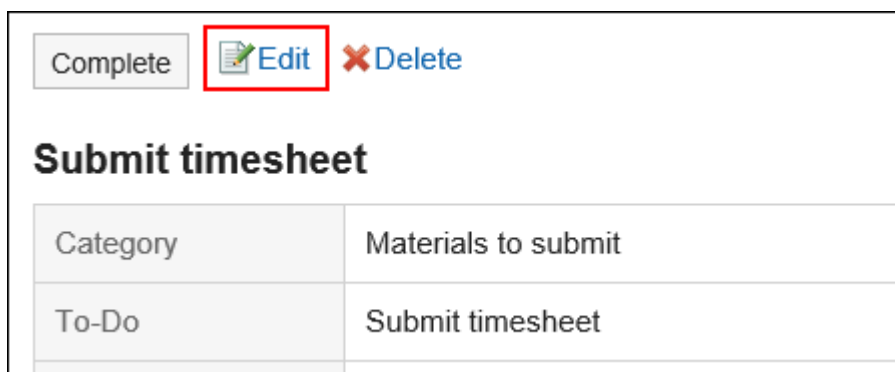 Complete Edit Delete
Submit timesheet
Category Materials to submit
To-Do Submit timesheet